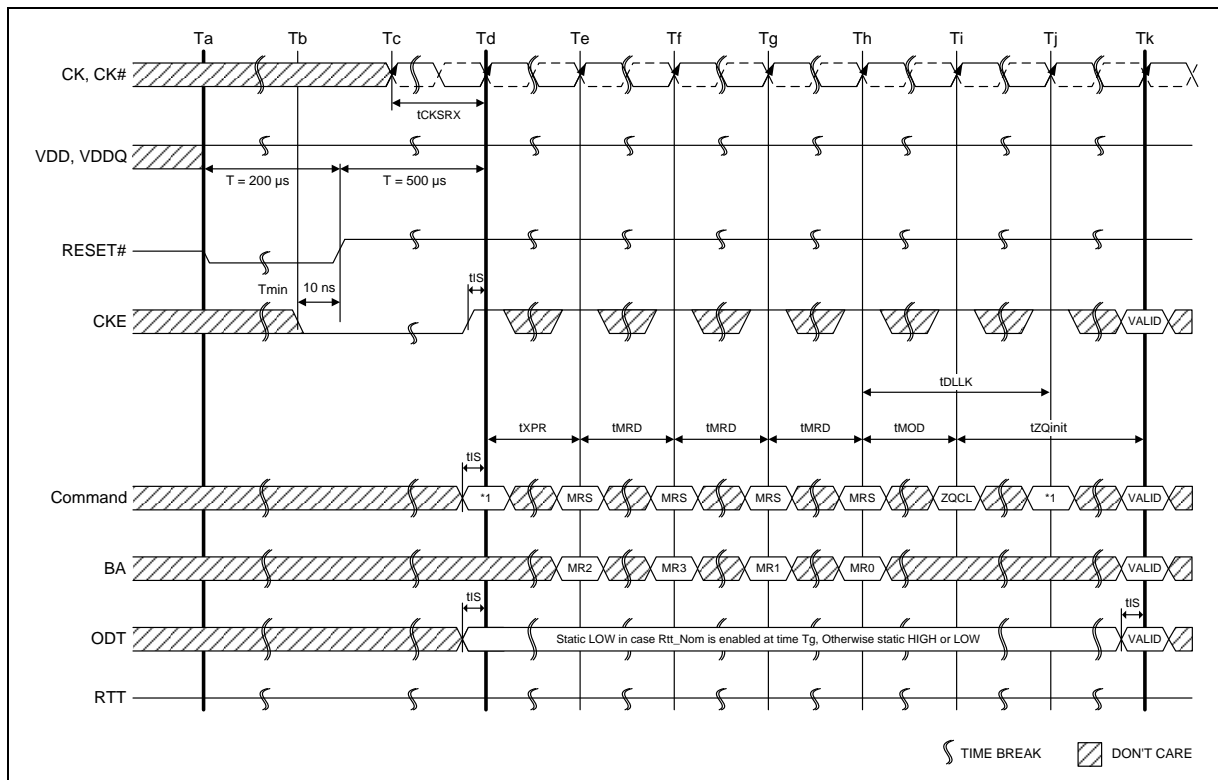 Ta Tb Tc Td Te Tf Tg Th Ti Tj Tk
CK, CK#
tCKSRX
VDD, VDDQ
T = 200 µs T = 500 µs
RESET#
Tmin 10 ns tIS
CKE VALID
tDLLK
tXPR tMRD tMRD tMRD tMOD tZQinit
tIS
Command *1 MRS MRS MRS MRS ZQCL *1 VALID
BA MR2 MR3 MR1 MR0 VALID
tIS tIS
ODT Static LOW in case Rtt_Nom is enabled at time Tg, Otherwise static HIGH or LOW VALID
RTT
TIME BREAK DON'T CARE